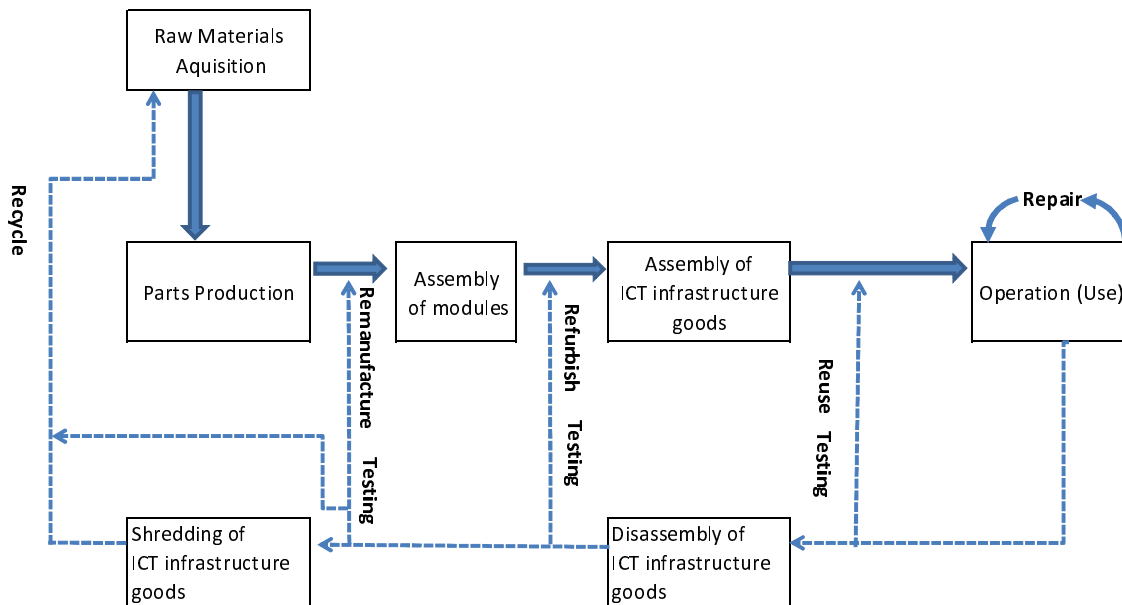 Raw Materials
Aquisition
Recycle
Repair
Parts Production
Assembly
of modules
Assembly of
ICT infrastructure
goods
Operation (Use)
Remanufacture Testing
Refurbish Testing
Reuse Testing
Shredding of
ICT infrastructure
goods
Disassembly of
ICT infrastructure
goods